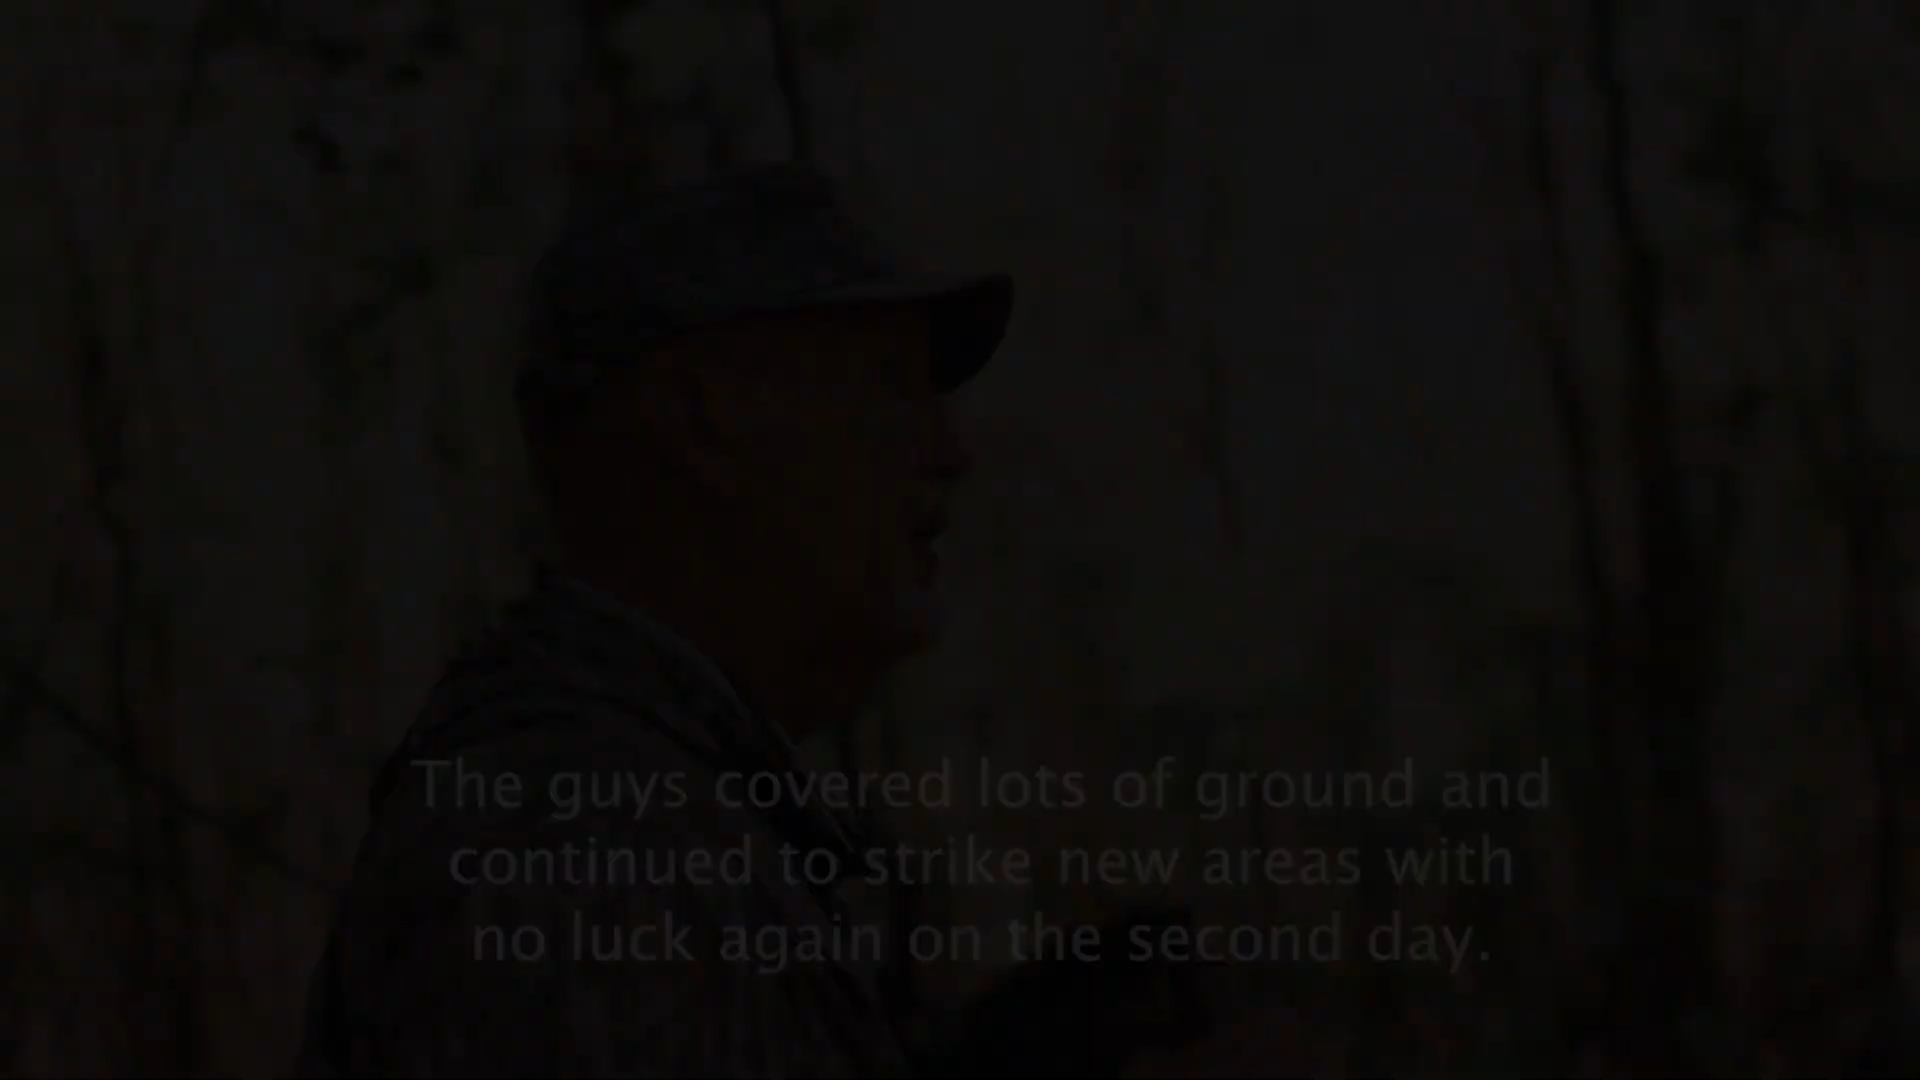 The guys covered lots of ground and
continued to strike new areas with
no luck again on the second day.